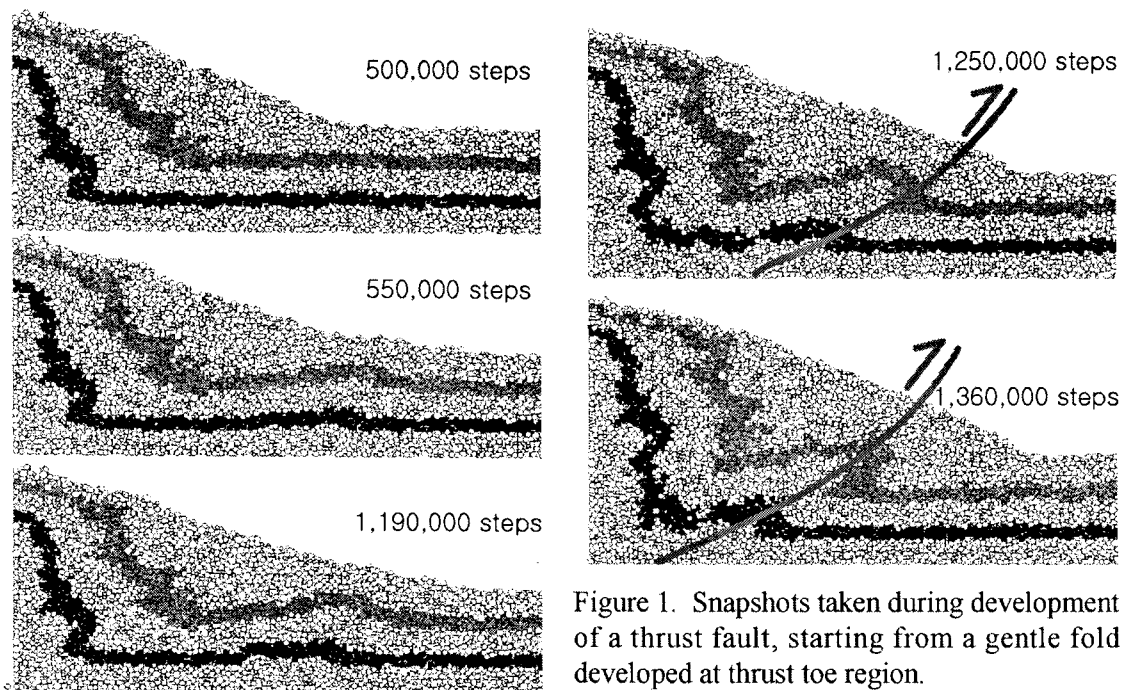 500,000 steps
550,000 steps
1,190,000 steps
1,250,000 steps
1,360,000 steps
Figure 1. Snapshots taken during development
of a thrust fault, starting from a gentle fold
developed at thrust toe region.